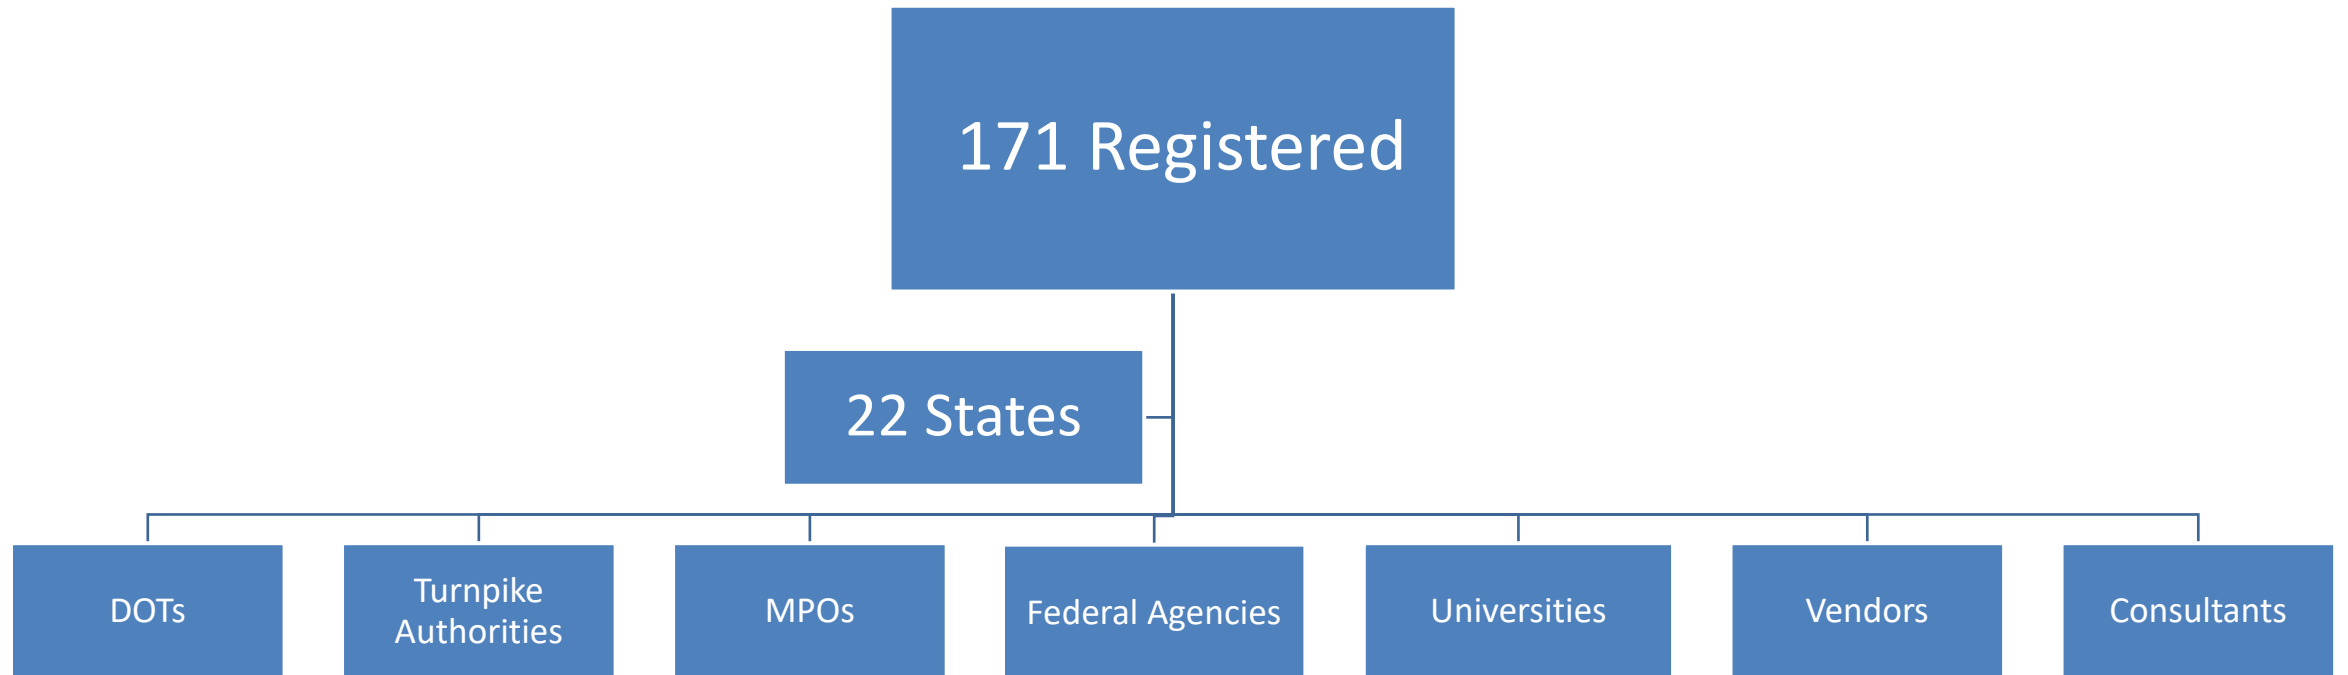 171 Registered
22 States
DOTs
Turnpike
Authorities
MPOs
Federal Agencies
Universities
Vendors
Consultants